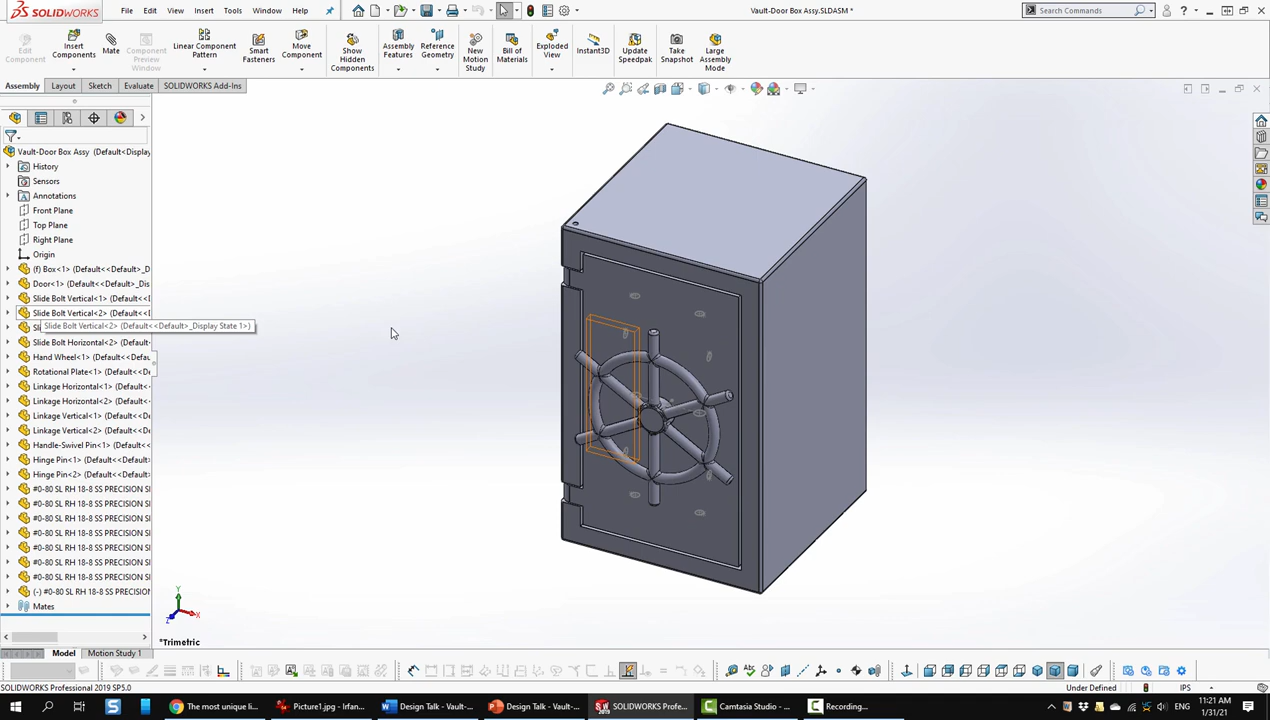 SOLIDWORKS
File Edit View Insert Tools Window Help
Vault-Door Box Assy.SLDASM *
Search Commands
Edit Component
Insert Components
Mate
Component Preview Window
Linear Component Pattern
Smart Fasteners
Move Component
Show Hidden Components
Assembly Features
Reference Geometry
New Motion Study
Bill of Materials
Exploded View
Instant3D
Update Speedpak
Take Snapshot
Large Assembly Mode
Assembly Layout Sketch Evaluate SOLIDWORKS Add-Ins
Vault-Door Box Assy (Default<Display
History
Sensors
Annotations
Front Plane
Top Plane
Right Plane
Origin
(f) Box<1> (Default<<Default>_D
Door<1> (Default<<Default>_Dis
Slide Bolt Vertical<1> (Default<<D
Slide Bolt Vertical<2> (Default<<D
Slide Bolt Vertical<2> (Default<<Default>_Display State 1>)
Slide Bolt Horizontal<2> (Default<
Hand Wheel<1> (Default<<Defau
Rotational Plate<1> (Default<<De
Linkage Horizontal<1> (Default<<
Linkage Horizontal<2> (Default<<
Linkage Vertical<1> (Default<<De
Linkage Vertical<2> (Default<<De
Handle-Swivel Pin<1> (Default<<D
Hinge Pin<1> (Default<<Default>
Hinge Pin<2> (Default<<Default>
#0-80 SL RH 18-8 SS PRECISION S
#0-80 SL RH 18-8 SS PRECISION S
#0-80 SL RH 18-8 SS PRECISION S
#0-80 SL RH 18-8 SS PRECISION S
#0-80 SL RH 18-8 SS PRECISION S
#0-80 SL RH 18-8 SS PRECISION S
#0-80 SL RH 18-8 SS PRECISION S
(-) #0-80 SL RH 18-8 SS PRECISION
Mates
Y
X
Z
*Trimetric
Model Motion Study 1
SOLIDWORKS Professional 2019 SP5.0
Under Defined
IPS
The most unique li...
Picture1.jpg - Irfan...
Design Talk - Vault-...
Design Talk - Vault-...
SOLIDWORKS Profe...
Camtasia Studio - ...
Recording...
11:21 AM
1/31/21